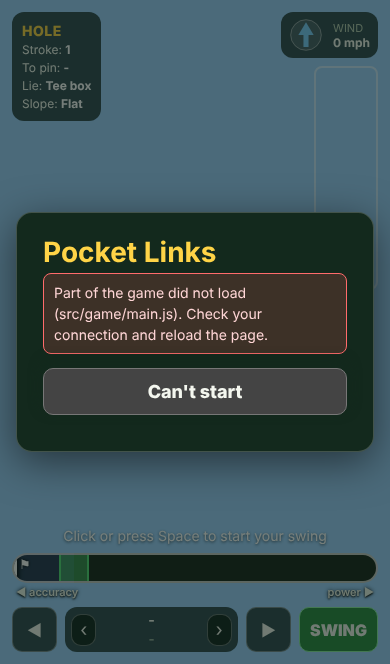 HOLE
Stroke: 1
To pin: -
Lie: Tee box
Slope: Flat
WIND
0 mph
Pocket Links
Part of the game did not load
(src/game/main.js). Check your
connection and reload the page.
Can't start
Click or press Space to start your swing
◀ accuracy
power ▶
◀
‹
-
-
›
▶
SWING